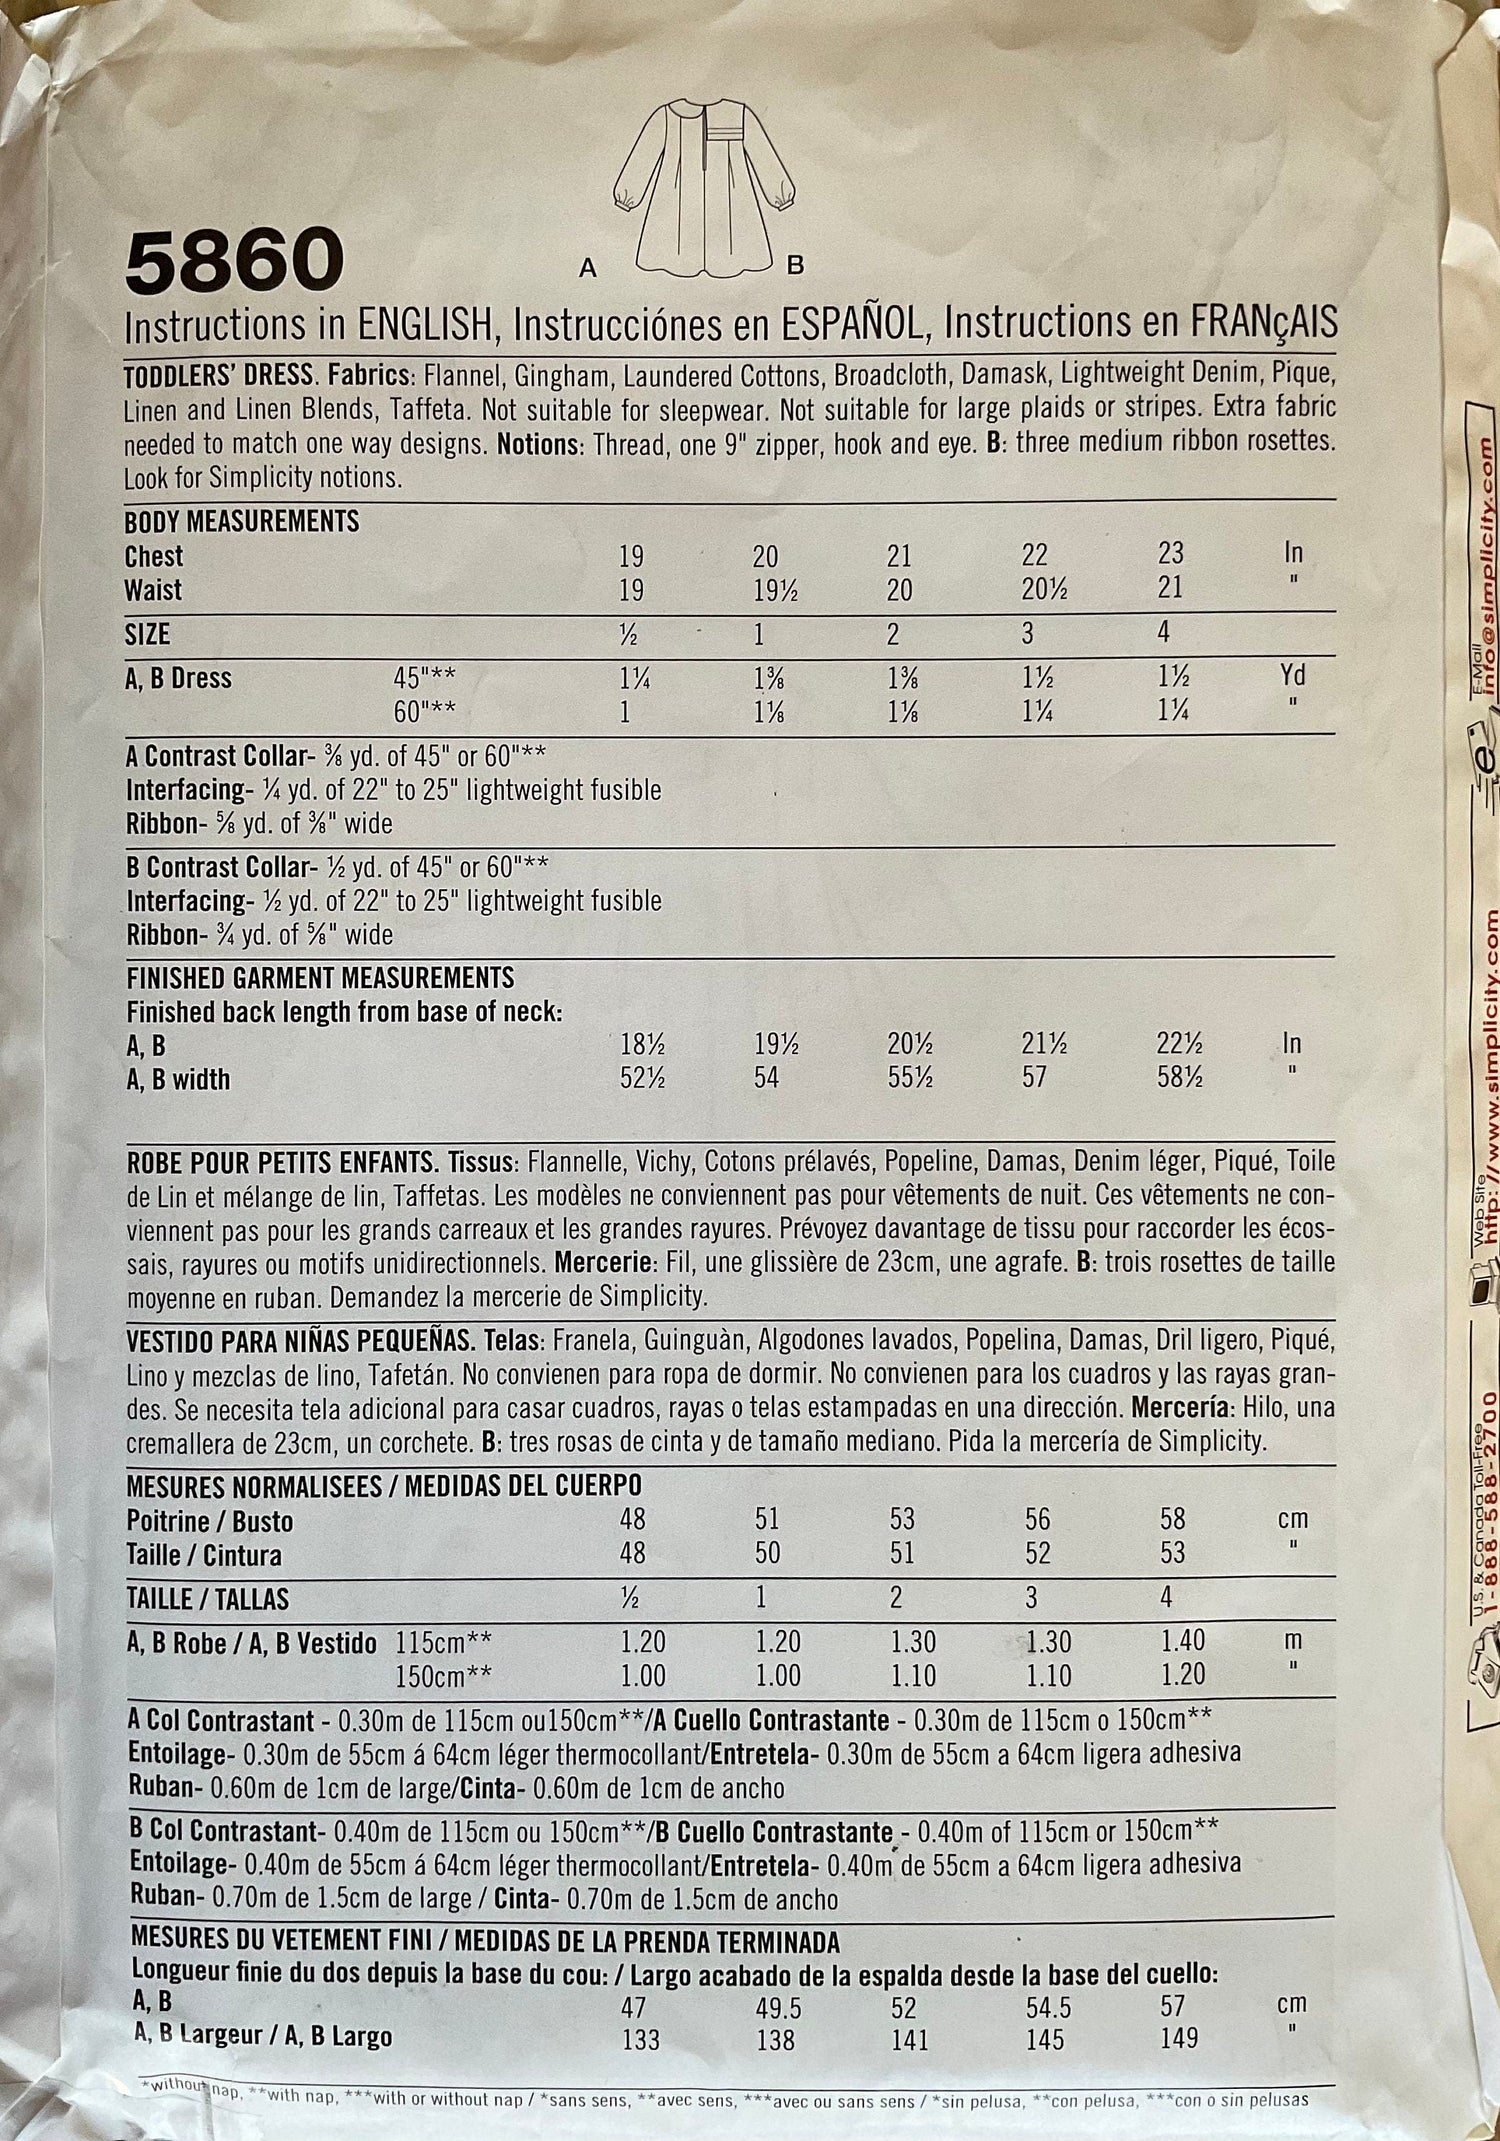 A
B
5860
Instructions in ENGLISH, Instrucciónes en ESPAÑOL, Instructions en FRANçAIS
TODDLERS' DRESS. Fabrics: Flannel, Gingham, Laundered Cottons, Broadcloth, Damask, Lightweight Denim, Pique,
Linen and Linen Blends, Taffeta. Not suitable for sleepwear. Not suitable for large plaids or stripes. Extra fabric
needed to match one way designs. Notions: Thread, one 9" zipper, hook and eye. B: three medium ribbon rosettes.
Look for Simplicity notions.
BODY MEASUREMENTS
Chest 19 20 21 22 23 In
Waist 19 19½ 20 20½ 21 "
SIZE ½ 1 2 3 4
A, B Dress 45"** 1¼ 1⅜ 1⅜ 1½ 1½ Yd
60"** 1 1⅛ 1⅛ 1¼ 1¼ "
A Contrast Collar- ⅜ yd. of 45" or 60"**
Interfacing- ¼ yd. of 22" to 25" lightweight fusible
Ribbon- ⅝ yd. of ⅜" wide
B Contrast Collar- ½ yd. of 45" or 60"**
Interfacing- ½ yd. of 22" to 25" lightweight fusible
Ribbon- ¾ yd. of ⅝" wide
FINISHED GARMENT MEASUREMENTS
Finished back length from base of neck:
A, B 18½ 19½ 20½ 21½ 22½ In
A, B width 52½ 54 55½ 57 58½ "
ROBE POUR PETITS ENFANTS. Tissus: Flannelle, Vichy, Cotons prélavés, Popeline, Damas, Denim léger, Piqué, Toile
de Lin et mélange de lin, Taffetas. Les modèles ne conviennent pas pour vêtements de nuit. Ces vêtements ne con-
viennent pas pour les grands carreaux et les grandes rayures. Prévoyez davantage de tissu pour raccorder les écos-
sais, rayures ou motifs unidirectionnels. Mercerie: Fil, une glissière de 23cm, une agrafe. B: trois rosettes de taille
moyenne en ruban. Demandez la mercerie de Simplicity.
VESTIDO PARA NIÑAS PEQUEÑAS. Telas: Franela, Guinguàn, Algodones lavados, Popelina, Damas, Dril ligero, Piqué,
Lino y mezclas de lino, Tafetán. No convienen para ropa de dormir. No convienen para los cuadros y las rayas gran-
des. Se necesita tela adicional para casar cuadros, rayas o telas estampadas en una dirección. Mercería: Hilo, una
cremallera de 23cm, un corchete. B: tres rosas de cinta y de tamaño mediano. Pida la mercería de Simplicity.
MESURES NORMALISEES / MEDIDAS DEL CUERPO
Poitrine / Busto 48 51 53 56 58 cm
Taille / Cintura 48 50 51 52 53 "
TAILLE / TALLAS ½ 1 2 3 4
A, B Robe / A, B Vestido 115cm** 1.20 1.20 1.30 1.30 1.40 m
150cm** 1.00 1.00 1.10 1.10 1.20 "
A Col Contrastant - 0.30m de 115cm ou150cm**/A Cuello Contrastante - 0.30m de 115cm o 150cm**
Entoilage- 0.30m de 55cm á 64cm léger thermocollant/Entretela- 0.30m de 55cm a 64cm ligera adhesiva
Ruban- 0.60m de 1cm de large/Cinta- 0.60m de 1cm de ancho
B Col Contrastant- 0.40m de 115cm ou 150cm**/B Cuello Contrastante - 0.40m of 115cm or 150cm**
Entoilage- 0.40m de 55cm á 64cm léger thermocollant/Entretela- 0.40m de 55cm a 64cm ligera adhesiva
Ruban- 0.70m de 1.5cm de large / Cinta- 0.70m de 1.5cm de ancho
MESURES DU VETEMENT FINI / MEDIDAS DE LA PRENDA TERMINADA
Longueur finie du dos depuis la base du cou: / Largo acabado de la espalda desde la base del cuello:
A, B 47 49.5 52 54.5 57 cm
A, B Largeur / A, B Largo 133 138 141 145 149 "
*without nap, **with nap, ***with or without nap / *sans sens, **avec sens, ***avec ou sans sens / *sin pelusa, **con pelusa, ***con o sin pelusas
U.S. & Canada Toll-Free
1-888-588-2700
Web Site
http://www.simplicity.com
e
E-Mail
info@simplicity.com